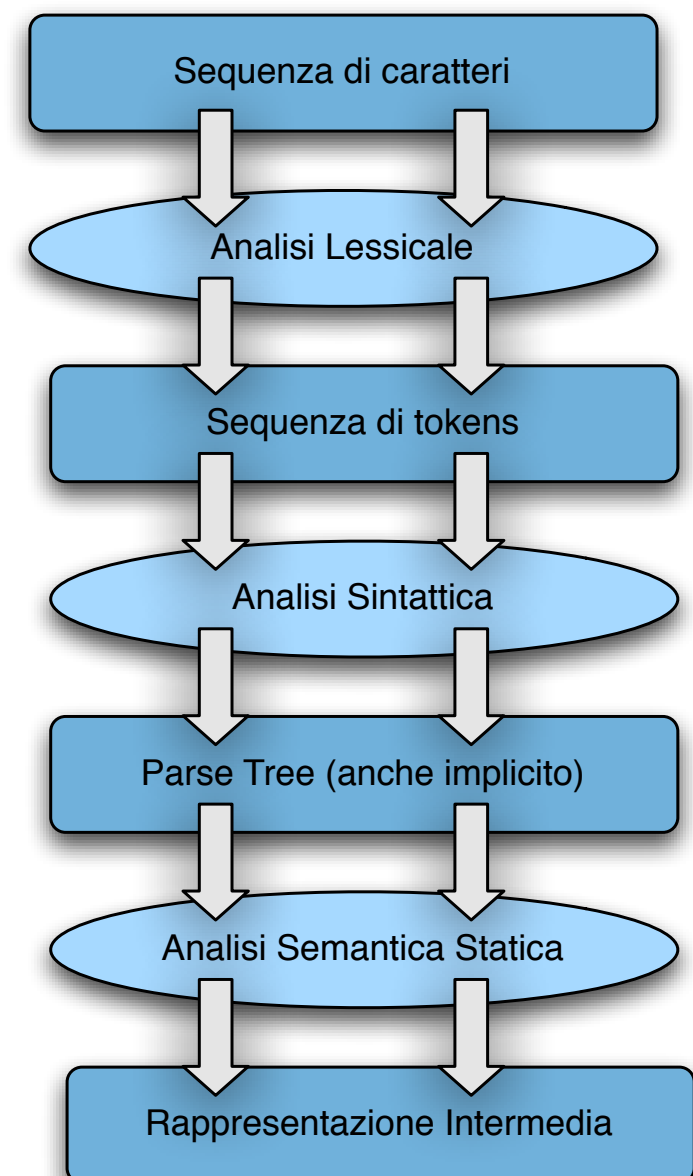 Sequenza di caratteri
Analisi Lessicale
Sequenza di tokens
Analisi Sintattica
Parse Tree (anche implicito)
Analisi Semantica Statica
Rappresentazione Intermedia